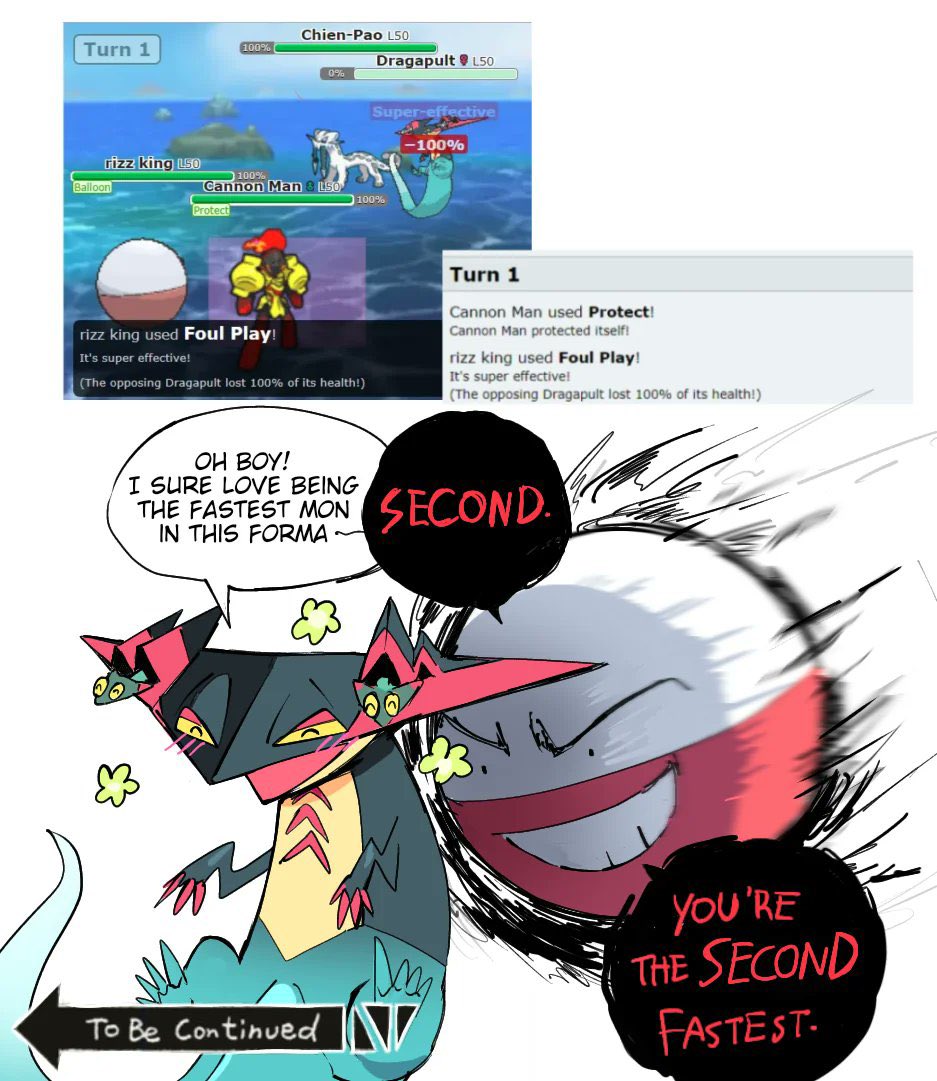 Turn 1
Chien-Pao L50
100%
Dragapult L50
0%
Super-effective
−100%
rizz king L50
100%
Balloon
Cannon Man L50
100%
Protect
rizz king used Foul Play!
It's super effective!
(The opposing Dragapult lost 100% of its health!)
Turn 1
Cannon Man used Protect!
Cannon Man protected itself!
rizz king used Foul Play!
It's super effective!
(The opposing Dragapult lost 100% of its health!)
OH BOY!
I SURE LOVE BEING
THE FASTEST MON
IN THIS FORMA~
SECOND.
YOU'RE
THE SECOND
FASTEST.
TO BE CONTINUED